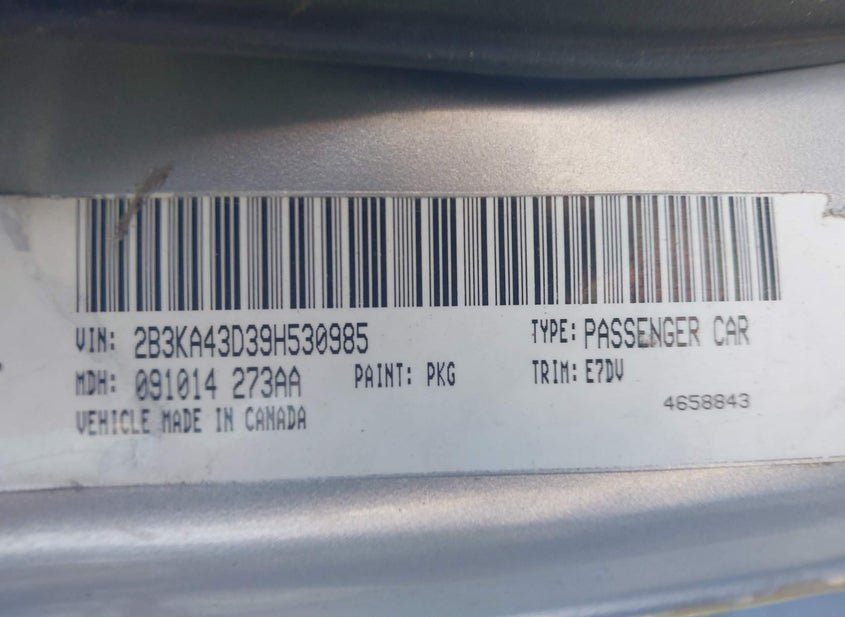 VIN: 2B3KA43D39H530985 TYPE: PASSENGER CAR
MDH: 091014 273AA PAINT: PKG TRIM: E7DV
VEHICLE MADE IN CANADA 4658843